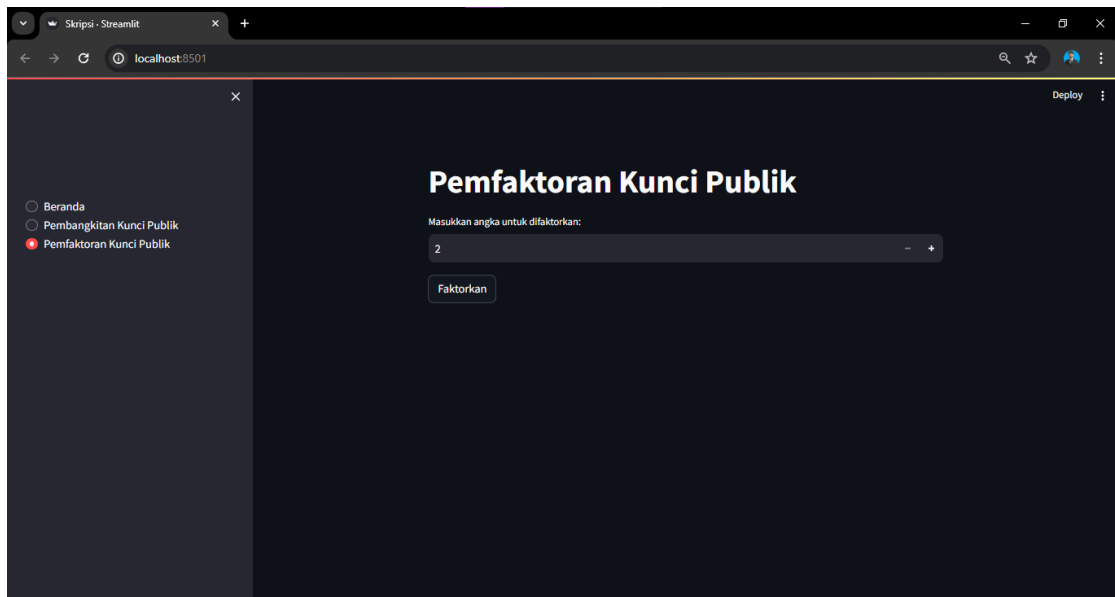 Skripsi · Streamlit
localhost:8501
Deploy
Beranda
Pembangkitan Kunci Publik
Pemfaktoran Kunci Publik
Pemfaktoran Kunci Publik
Masukkan angka untuk difaktorkan:
2
Faktorkan